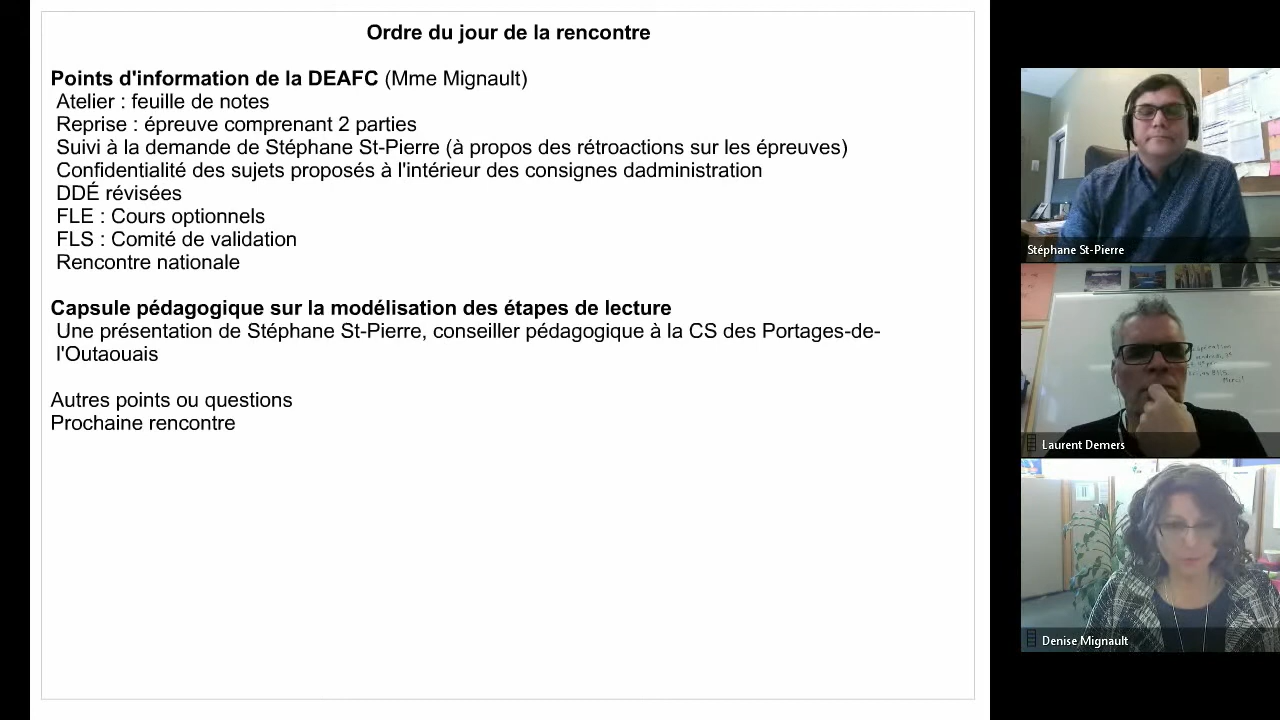 Ordre du jour de la rencontre
Points d'information de la DEAFC (Mme Mignault)
Atelier : feuille de notes
Reprise : épreuve comprenant 2 parties
Suivi à la demande de Stéphane St-Pierre (à propos des rétroactions sur les épreuves)
Confidentialité des sujets proposés à l'intérieur des consignes dadministration
DDÉ révisées
FLE : Cours optionnels
FLS : Comité de validation
Rencontre nationale
Capsule pédagogique sur la modélisation des étapes de lecture
Une présentation de Stéphane St-Pierre, conseiller pédagogique à la CS des Portages-de-
l'Outaouais
Autres points ou questions
Prochaine rencontre
Stéphane St-Pierre
Laurent Demers
Denise Mignault